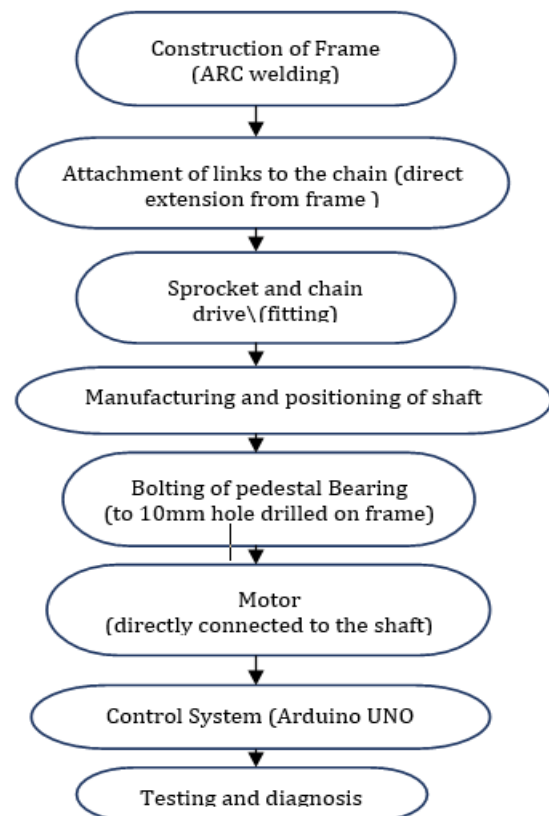 Construction of Frame
(ARC welding)
Attachment of links to the chain (direct
extension from frame )
Sprocket and chain
drive\(fitting)
Manufacturing and positioning of shaft
Bolting of pedestal Bearing
(to 10mm hole drilled on frame)
Motor
(directly connected to the shaft)
Control System (Arduino UNO
Testing and diagnosis